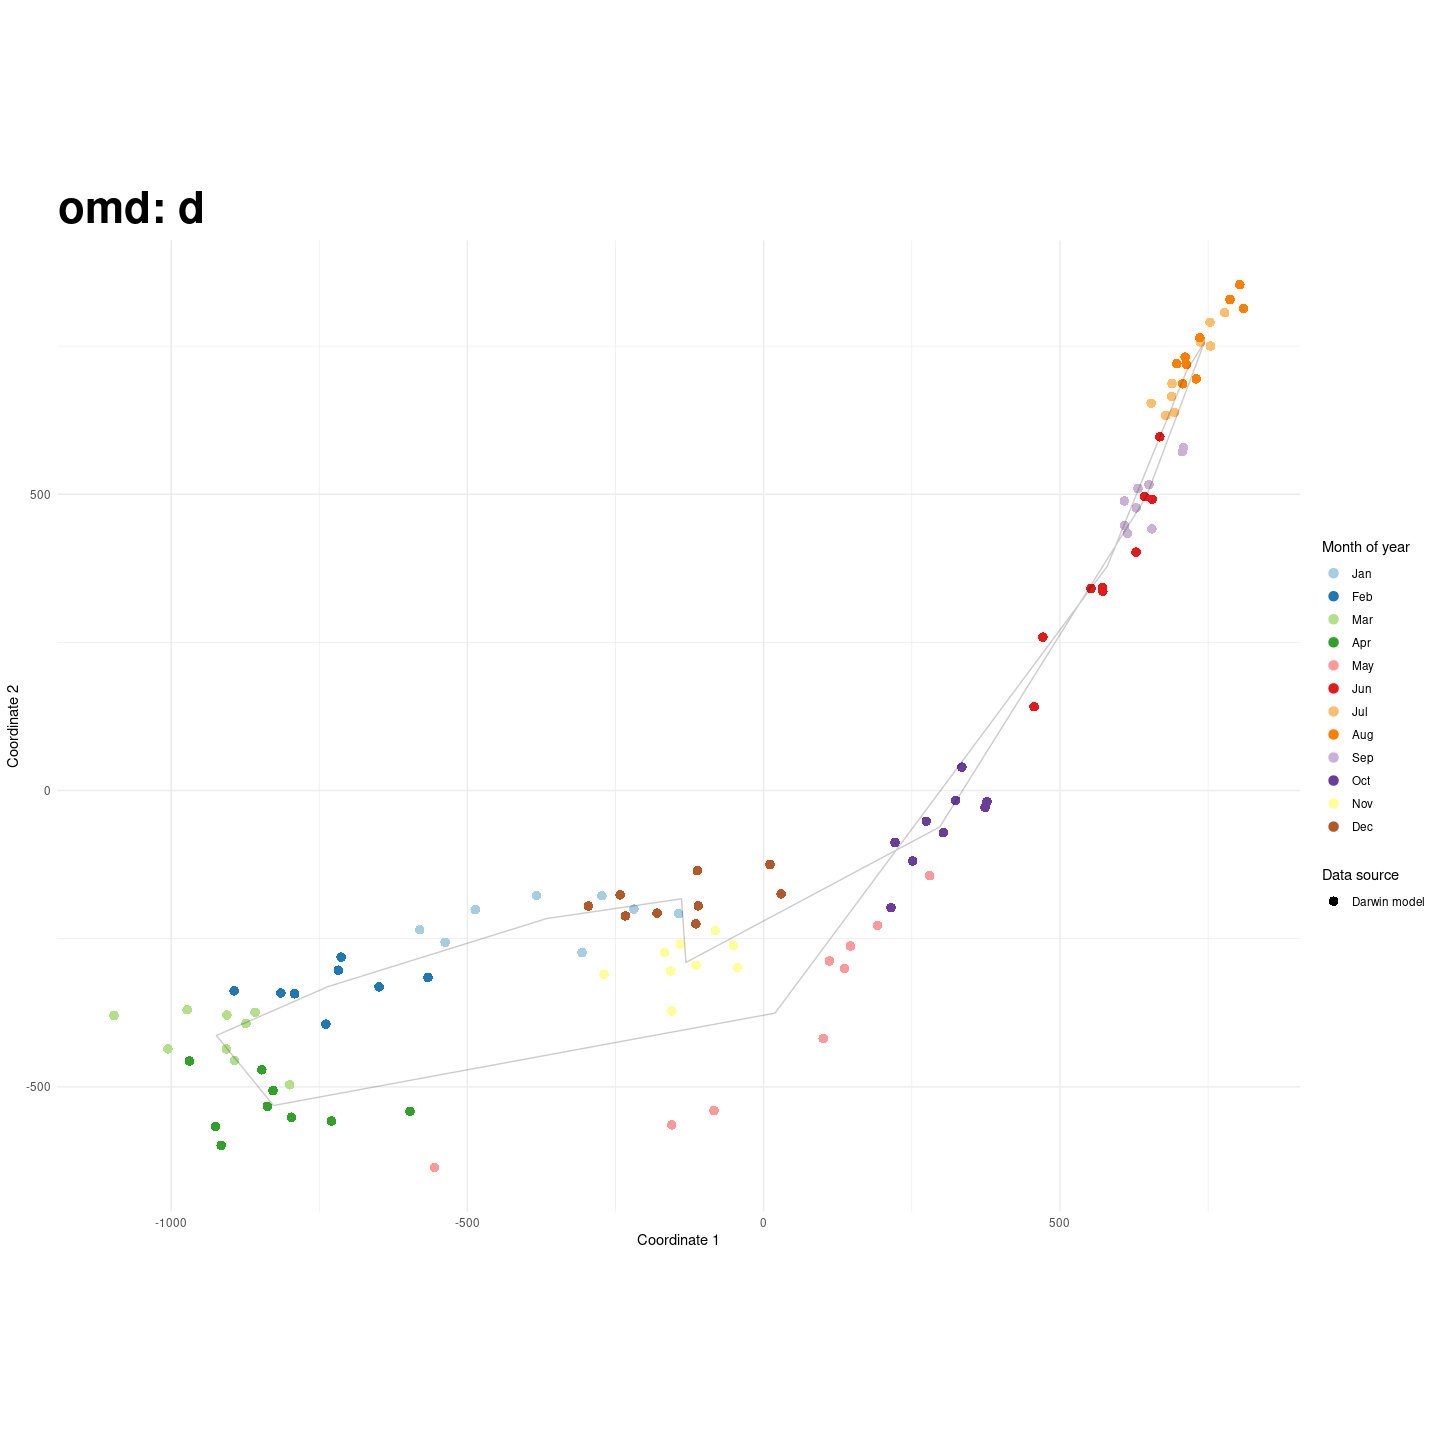 omd: d
Coordinate 2
500
0
-500
-1000
-500
0
500
Coordinate 1
Month of year
Jan
Feb
Mar
Apr
May
Jun
Jul
Aug
Sep
Oct
Nov
Dec
Data source
Darwin model